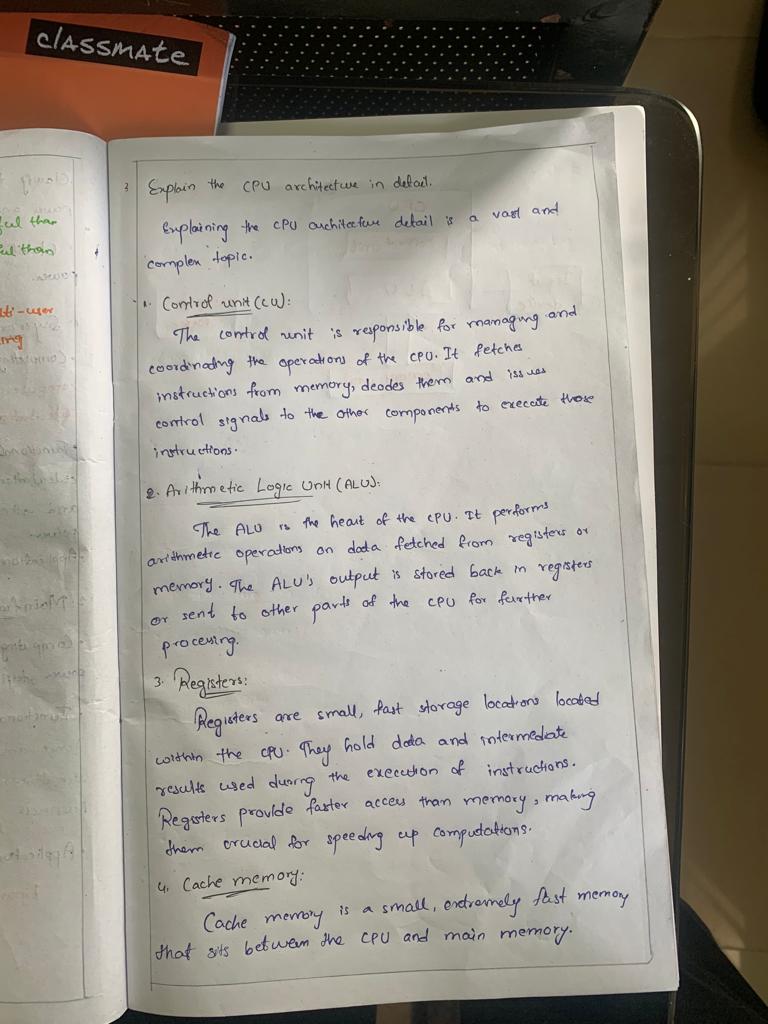 classmate
ful than
ful than
lti-user
ing
3 Explain the CPU architecture in detail.
Explaining the CPU architecture detail is a vast and
complex topic.
1. Control unit (CU):
The control unit is responsible for managing and
coordinating the operations of the CPU. It fetches
instructions from memory, deodes them and issues
control signals to the other components to execute those
instructions.
2. Arithmetic Logic Unit (ALU):
The ALU is the heart of the CPU. It performs
arithmetic operations on data fetched from registers or
memory. The ALU's output is stored back in registers
or sent to other parts of the CPU for further
processing.
3. Registers:
Registers are small, fast storage locations located
within the CPU. They hold data and intermediate
results used during the execution of instructions.
Registers provide faster access than memory, making
them crucial for speeding up computations.
4. Cache memory:
Cache memory is a small, extremely fast memory
that sits between the CPU and main memory.